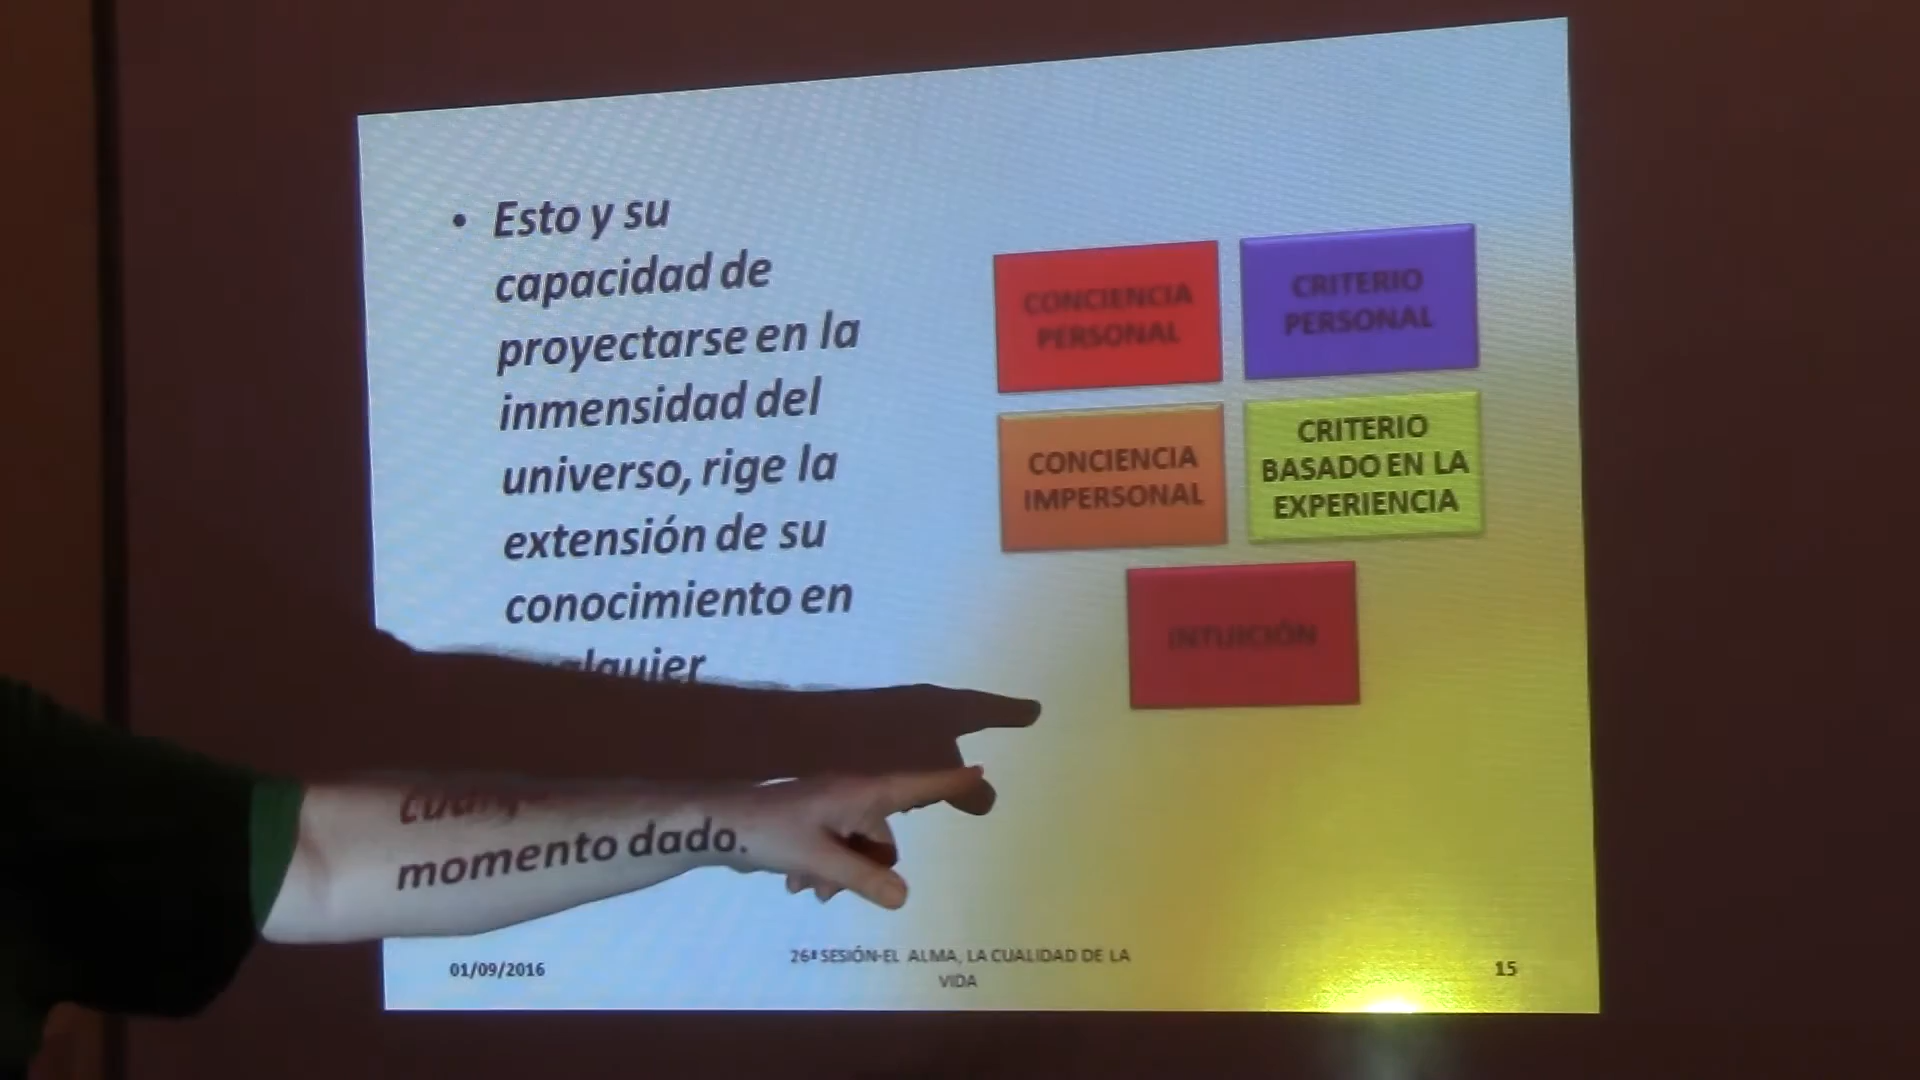 • Esto y su
capacidad de
proyectarse en la
inmensidad del
universo, rige la
extensión de su
conocimiento en
cualquier
momento dado.
CONCIENCIA
PERSONAL
CRITERIO
PERSONAL
CONCIENCIA
IMPERSONAL
CRITERIO
BASADO EN LA
EXPERIENCIA
INTUICIÓN
01/09/2016
26ª SESIÓN-EL ALMA, LA CUALIDAD DE LA
VIDA
15